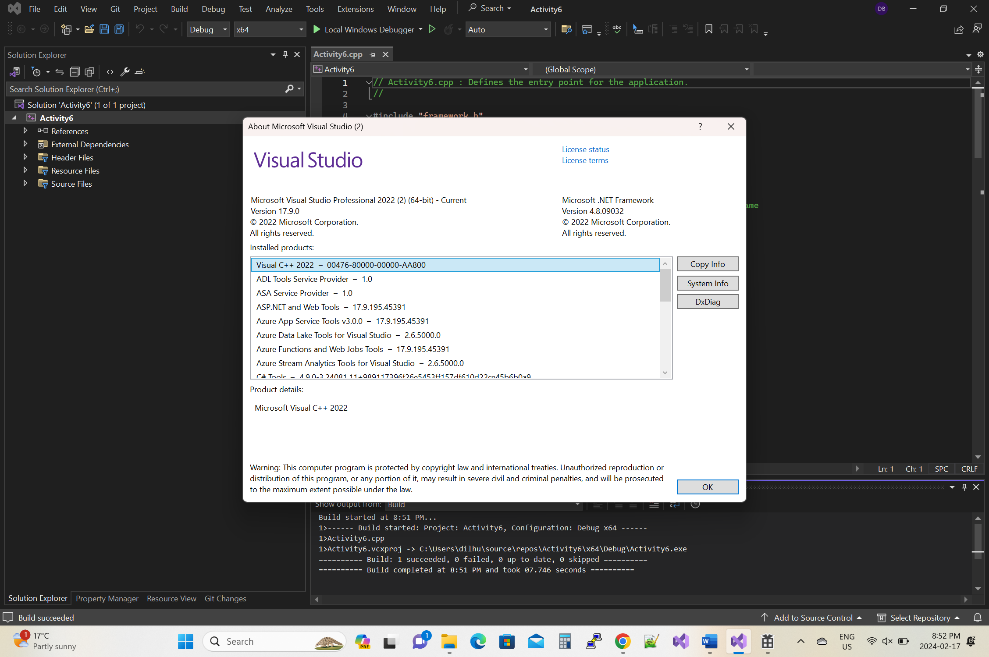 File Edit View Git Project Build Debug Test Analyze Tools Extensions Window Help Search Activity6 DB
Debug x64 Local Windows Debugger Auto
Solution Explorer
Search Solution Explorer (Ctrl+;)
Solution 'Activity6' (1 of 1 project)
Activity6
References
External Dependencies
Header Files
Resource Files
Source Files
Activity6.cpp
Activity6 (Global Scope)
1 // Activity6.cpp : Defines the entry point for the application.
2 //
3
#include "framework.h"
About Microsoft Visual Studio (2) ?
Visual Studio
License status
License terms
Microsoft Visual Studio Professional 2022 (2) (64-bit) - Current
Version 17.9.0
© 2022 Microsoft Corporation.
All rights reserved.
Microsoft .NET Framework
Version 4.8.09032
© 2022 Microsoft Corporation.
All rights reserved.
Installed products:
Visual C++ 2022 – 00476-80000-00000-AA800
ADL Tools Service Provider – 1.0
ASA Service Provider – 1.0
ASP.NET and Web Tools – 17.9.195.45391
Azure App Service Tools v3.0.0 – 17.9.195.45391
Azure Data Lake Tools for Visual Studio – 2.6.5000.0
Azure Functions and Web Jobs Tools – 17.9.195.45391
Azure Stream Analytics Tools for Visual Studio – 2.6.5000.0
C# Tools
Copy Info
System Info
DxDiag
Product details:
Microsoft Visual C++ 2022
Warning: This computer program is protected by copyright law and international treaties. Unauthorized reproduction or
distribution of this program, or any portion of it, may result in severe civil and criminal penalties, and will be prosecuted
to the maximum extent possible under the law.
OK
Ln: 1 Ch: 1 SPC CRLF
Show output from: Build
Build started at 8:51 PM...
1>------ Build started: Project: Activity6, Configuration: Debug x64 ------
1>Activity6.cpp
1>Activity6.vcxproj -> C:\Users\dilhu\source\repos\Activity6\x64\Debug\Activity6.exe
========== Build: 1 succeeded, 0 failed, 0 up to date, 0 skipped ==========
========== Build completed at 8:51 PM and took 07.746 seconds ==========
Solution Explorer Property Manager Resource View Git Changes
Build succeeded
Add to Source Control Select Repository
1
17°C
Partly sunny
Search
1
ENG
US
8:52 PM
2024-02-17